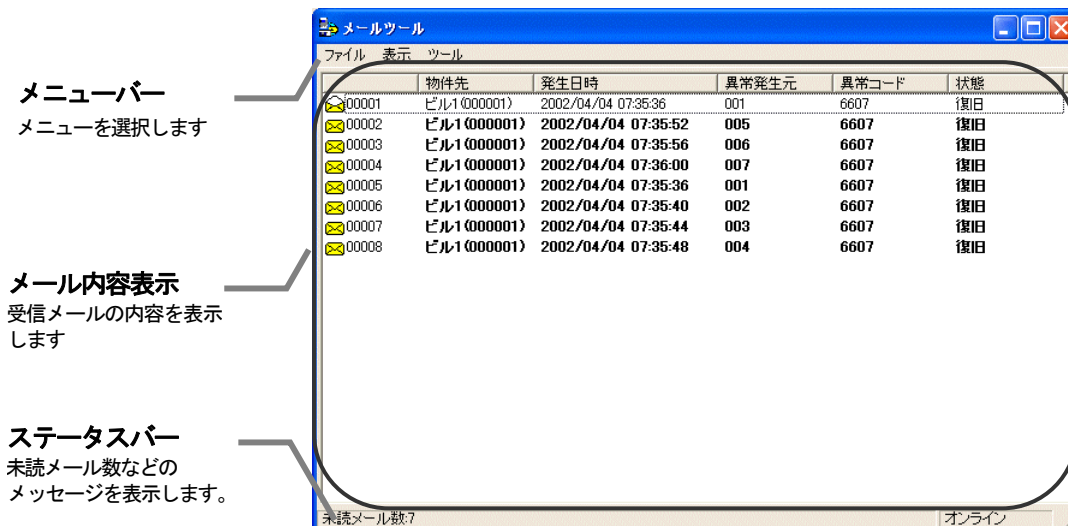 メールツール
ファイル 表示 ツール
物件先 発生日時 異常発生元 異常コード 状態
00001 ビル1(000001) 2002/04/04 07:35:36 001 6607 復旧
00002 ビル1(000001) 2002/04/04 07:35:52 005 6607 復旧
00003 ビル1(000001) 2002/04/04 07:35:56 006 6607 復旧
00004 ビル1(000001) 2002/04/04 07:36:00 007 6607 復旧
00005 ビル1(000001) 2002/04/04 07:35:36 001 6607 復旧
00006 ビル1(000001) 2002/04/04 07:35:40 002 6607 復旧
00007 ビル1(000001) 2002/04/04 07:35:44 003 6607 復旧
00008 ビル1(000001) 2002/04/04 07:35:48 004 6607 復旧
未読メール数:7 オンライン
メニューバー
メニューを選択します
メール内容表示
受信メールの内容を表示
します
ステータスバー
未読メール数などの
メッセージを表示します。